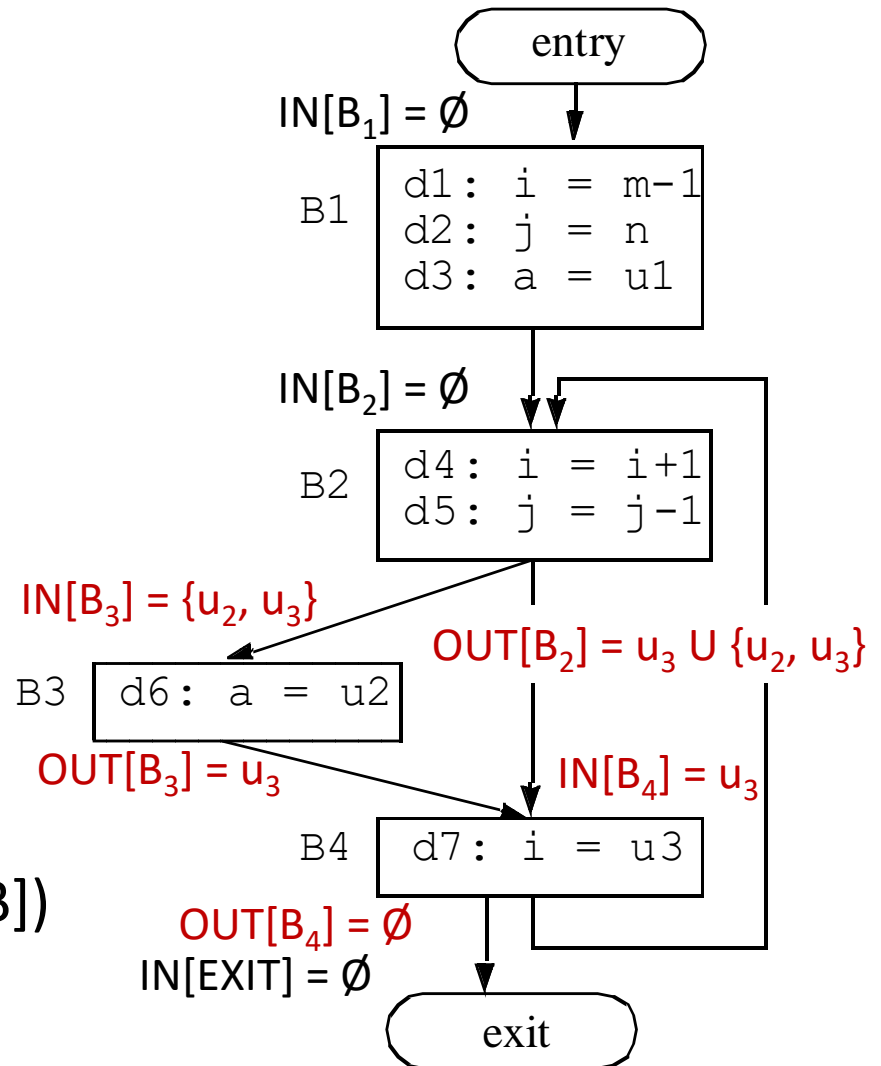 entry
IN[B₁] = Ø
B1
d1: i = m-1
d2: j = n
d3: a = u1
IN[B₂] = Ø
B2
d4: i = i+1
d5: j = j-1
IN[B₃] = {u₂, u₃}
OUT[B₂] = u₃ U {u₂, u₃}
B3
d6: a = u2
OUT[B₃] = u₃
IN[B₄] = u₃
B4
d7: i = u3
B])
OUT[B₄] = Ø
IN[EXIT] = Ø
exit